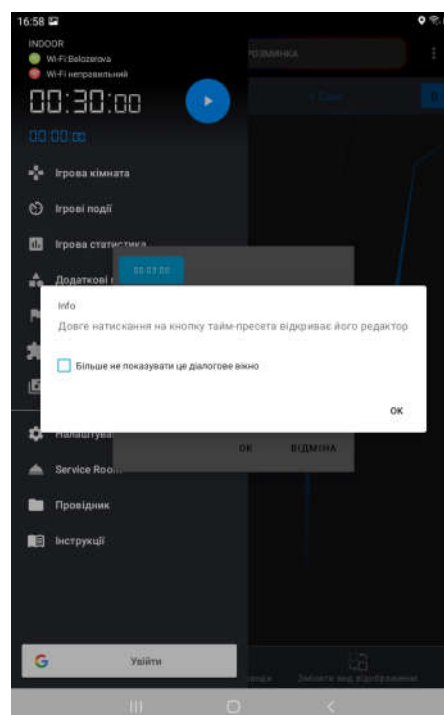 16:58
INDOOR
Wi-Fi:Belozerova
Wi-Fi неправильний
РОЗМИНКА
00:30:00
00:00:00
Ігрова кімната
Ігрові події
Ігрова статистика
00:03:00
Додаткові
Info
Довге натискання на кнопку тайм-пресета відкриває його редактор
Більше не показувати це діалогове вікно
OK
Налаштува
OK ВІДМІНА
Service Roo...
Провідник
Інструкції
G Увійти
Змінити вид відображення